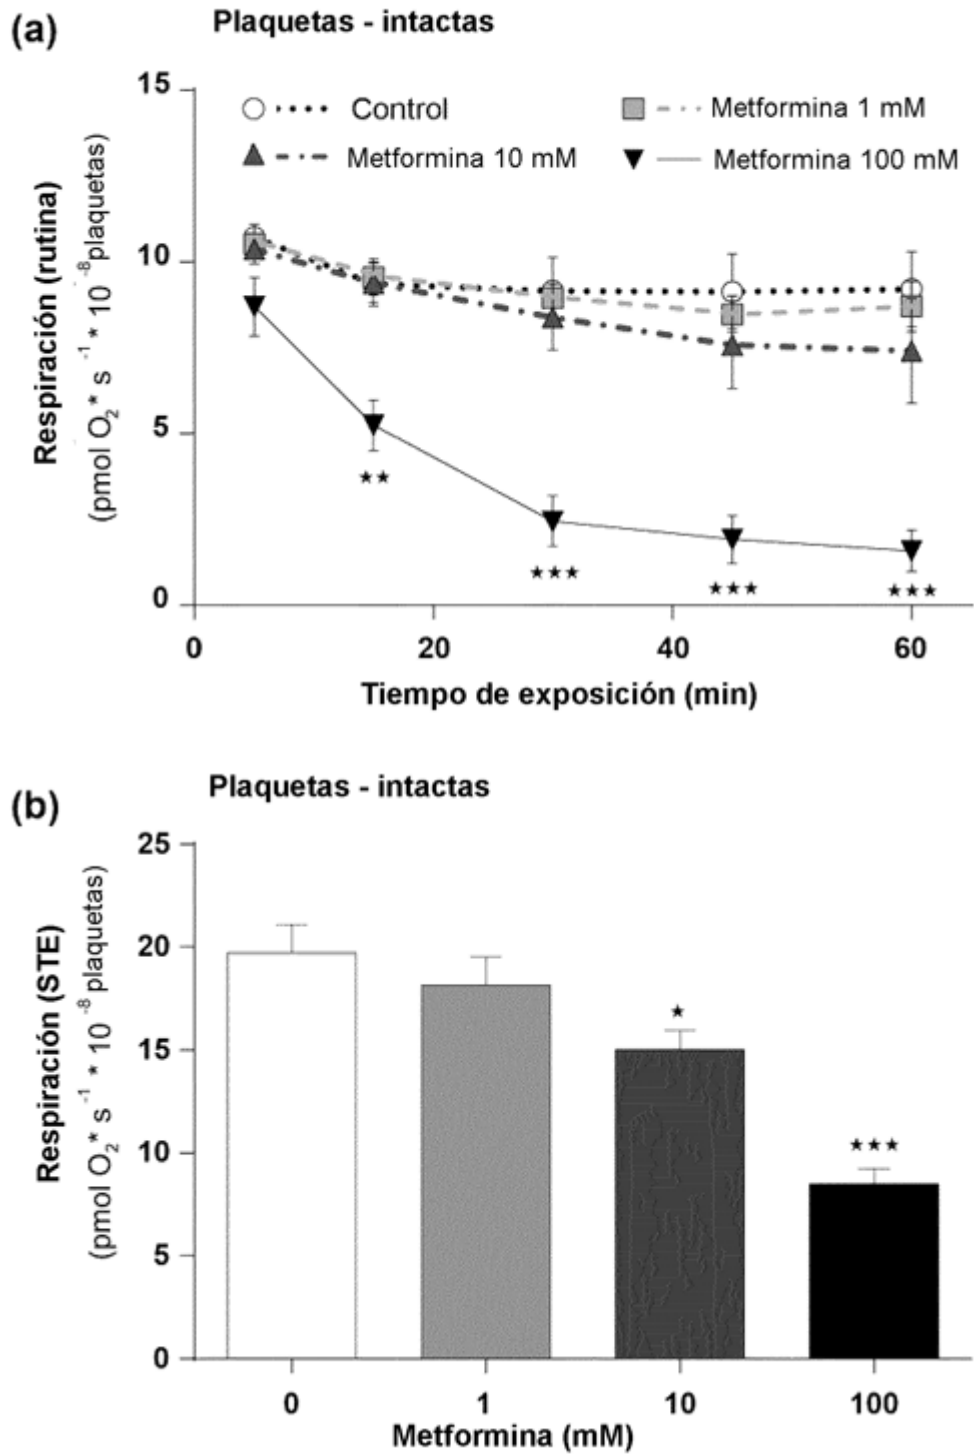 (a)
Plaquetas - intactas
Respiración (rutina)
(pmol O₂* s ⁻¹ * 10 ⁻⁸plaquetas)
15
10
5
0
Control
Metformina 1 mM
Metformina 10 mM
Metformina 100 mM
★★
★★★
★★★
★★★
0 20 40 60
Tiempo de exposición (min)
(b)
Plaquetas - intactas
Respiración (STE)
(pmol O₂* s ⁻¹ * 10 ⁻⁸ plaquetas)
25
20
15
10
5
0
★
★★★
0 1 10 100
Metformina (mM)